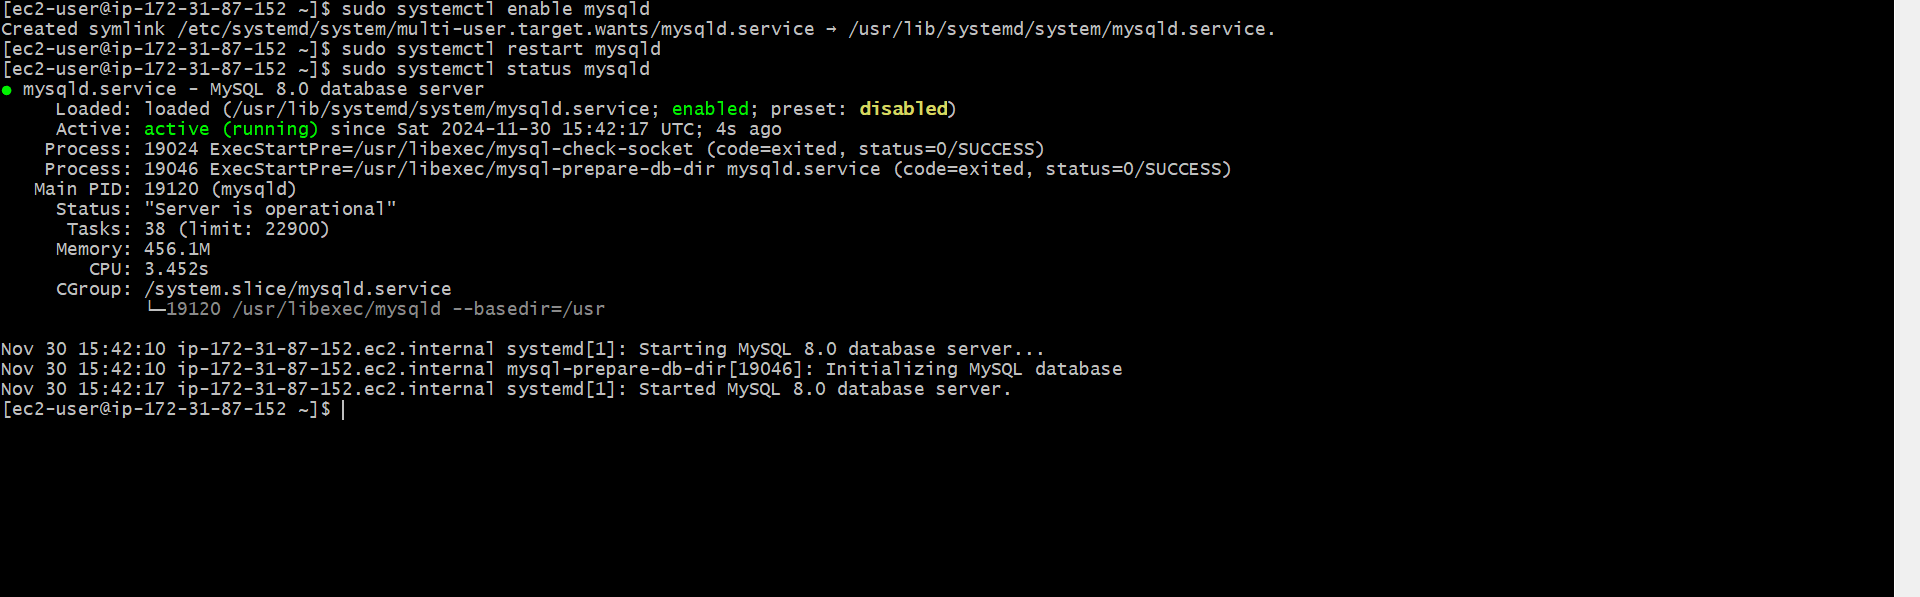 [ec2-user@ip-172-31-87-152 ~]$ sudo systemctl enable mysqld
Created symlink /etc/systemd/system/multi-user.target.wants/mysqld.service → /usr/lib/systemd/system/mysqld.service.
[ec2-user@ip-172-31-87-152 ~]$ sudo systemctl restart mysqld
[ec2-user@ip-172-31-87-152 ~]$ sudo systemctl status mysqld
● mysqld.service - MySQL 8.0 database server
     Loaded: loaded (/usr/lib/systemd/system/mysqld.service; enabled; preset: disabled)
     Active: active (running) since Sat 2024-11-30 15:42:17 UTC; 4s ago
    Process: 19024 ExecStartPre=/usr/libexec/mysql-check-socket (code=exited, status=0/SUCCESS)
    Process: 19046 ExecStartPre=/usr/libexec/mysql-prepare-db-dir mysqld.service (code=exited, status=0/SUCCESS)
   Main PID: 19120 (mysqld)
     Status: "Server is operational"
      Tasks: 38 (limit: 22900)
     Memory: 456.1M
        CPU: 3.452s
     CGroup: /system.slice/mysqld.service
             └─19120 /usr/libexec/mysqld --basedir=/usr

Nov 30 15:42:10 ip-172-31-87-152.ec2.internal systemd[1]: Starting MySQL 8.0 database server...
Nov 30 15:42:10 ip-172-31-87-152.ec2.internal mysql-prepare-db-dir[19046]: Initializing MySQL database
Nov 30 15:42:17 ip-172-31-87-152.ec2.internal systemd[1]: Started MySQL 8.0 database server.
[ec2-user@ip-172-31-87-152 ~]$